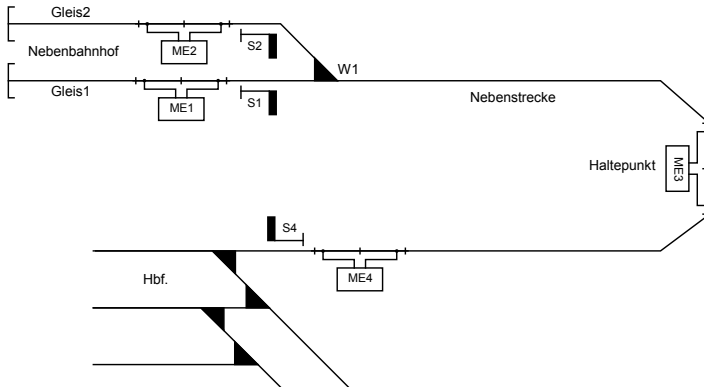 Gleis2
ME2
S2
Nebenbahnhof
W1
Gleis1
ME1
S1
Nebenstrecke
Haltepunkt
ME3
S4
ME4
Hbf.